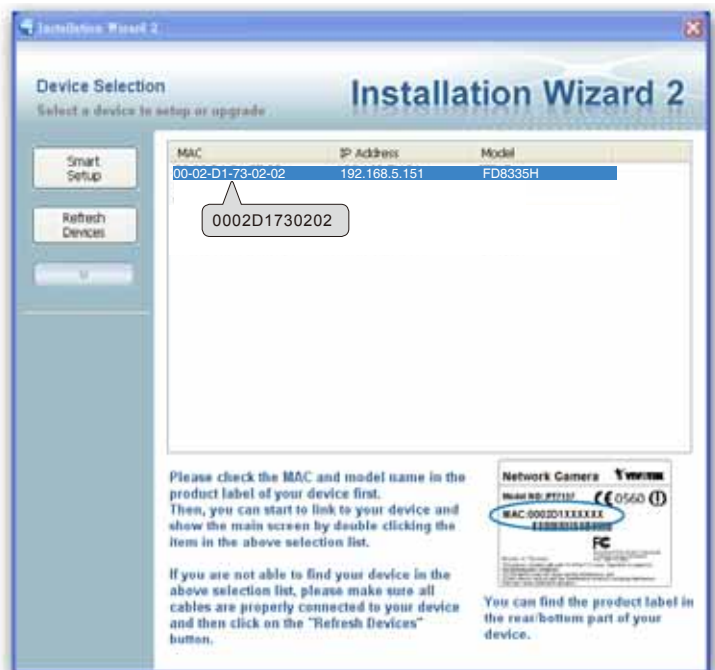 Installation Wizard 2
Device Selection
Select a device to setup or upgrade
Installation Wizard 2
Smart
Setup
Refresh
Devices
MAC IP Address Model
00-02-D1-73-02-02 192.168.5.151 FD8335H
0002D1730202
Please check the MAC and model name in the
product label of your device first.
Then, you can start to link to your device and
show the main screen by double clicking the
item in the above selection list.
If you are not able to find your device in the
above selection list, please make sure all
cables are properly connected to your device
and then click on the "Refresh Devices"
button.
Network Camera VIVOTEK
Model NO: PT7137 CE 0560
MAC:0002D1XXXXXX
FC
You can find the product label in
the rear/bottom part of your
device.